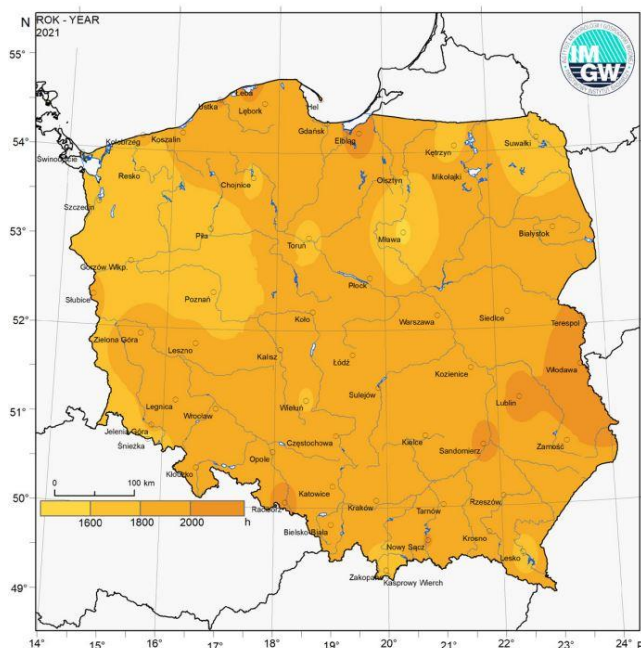 N
ROK - YEAR
2021
IMGW
55°
Łeba
Ustka
Hel
Lębork
Gdańsk
54°
Koszalin
Kołobrzeg
Elbląg
Suwałki
Kętrzyn
Świnoujście
Resko
Chojnice
Olsztyn
Mikołajki
Szczecin
53°
Piła
Toruń
Mława
Białystok
Gorzów Wlkp.
Płock
Słubice
Poznań
52°
Koło
Warszawa
Siedlce
Terespol
Zielona Góra
Leszno
Kalisz
Łódź
Kozienice
Włodawa
51°
Legnica
Wrocław
Wieluń
Sulejów
Lublin
Jelenia Góra
Śnieżka
Częstochowa
Kielce
Sandomierz
Zamość
Opole
Kłodzko
0 100 km
50°
Katowice
Kraków
Tarnów
Rzeszów
Racibórz
1600 1800 2000 h
Bielsko-Biała
Nowy Sącz
Krosno
Lesko
Zakopane
Kasprowy Wierch
49°
14° 15° 16° 17° 18° 19° 20° 21° 22° 23° 24° E